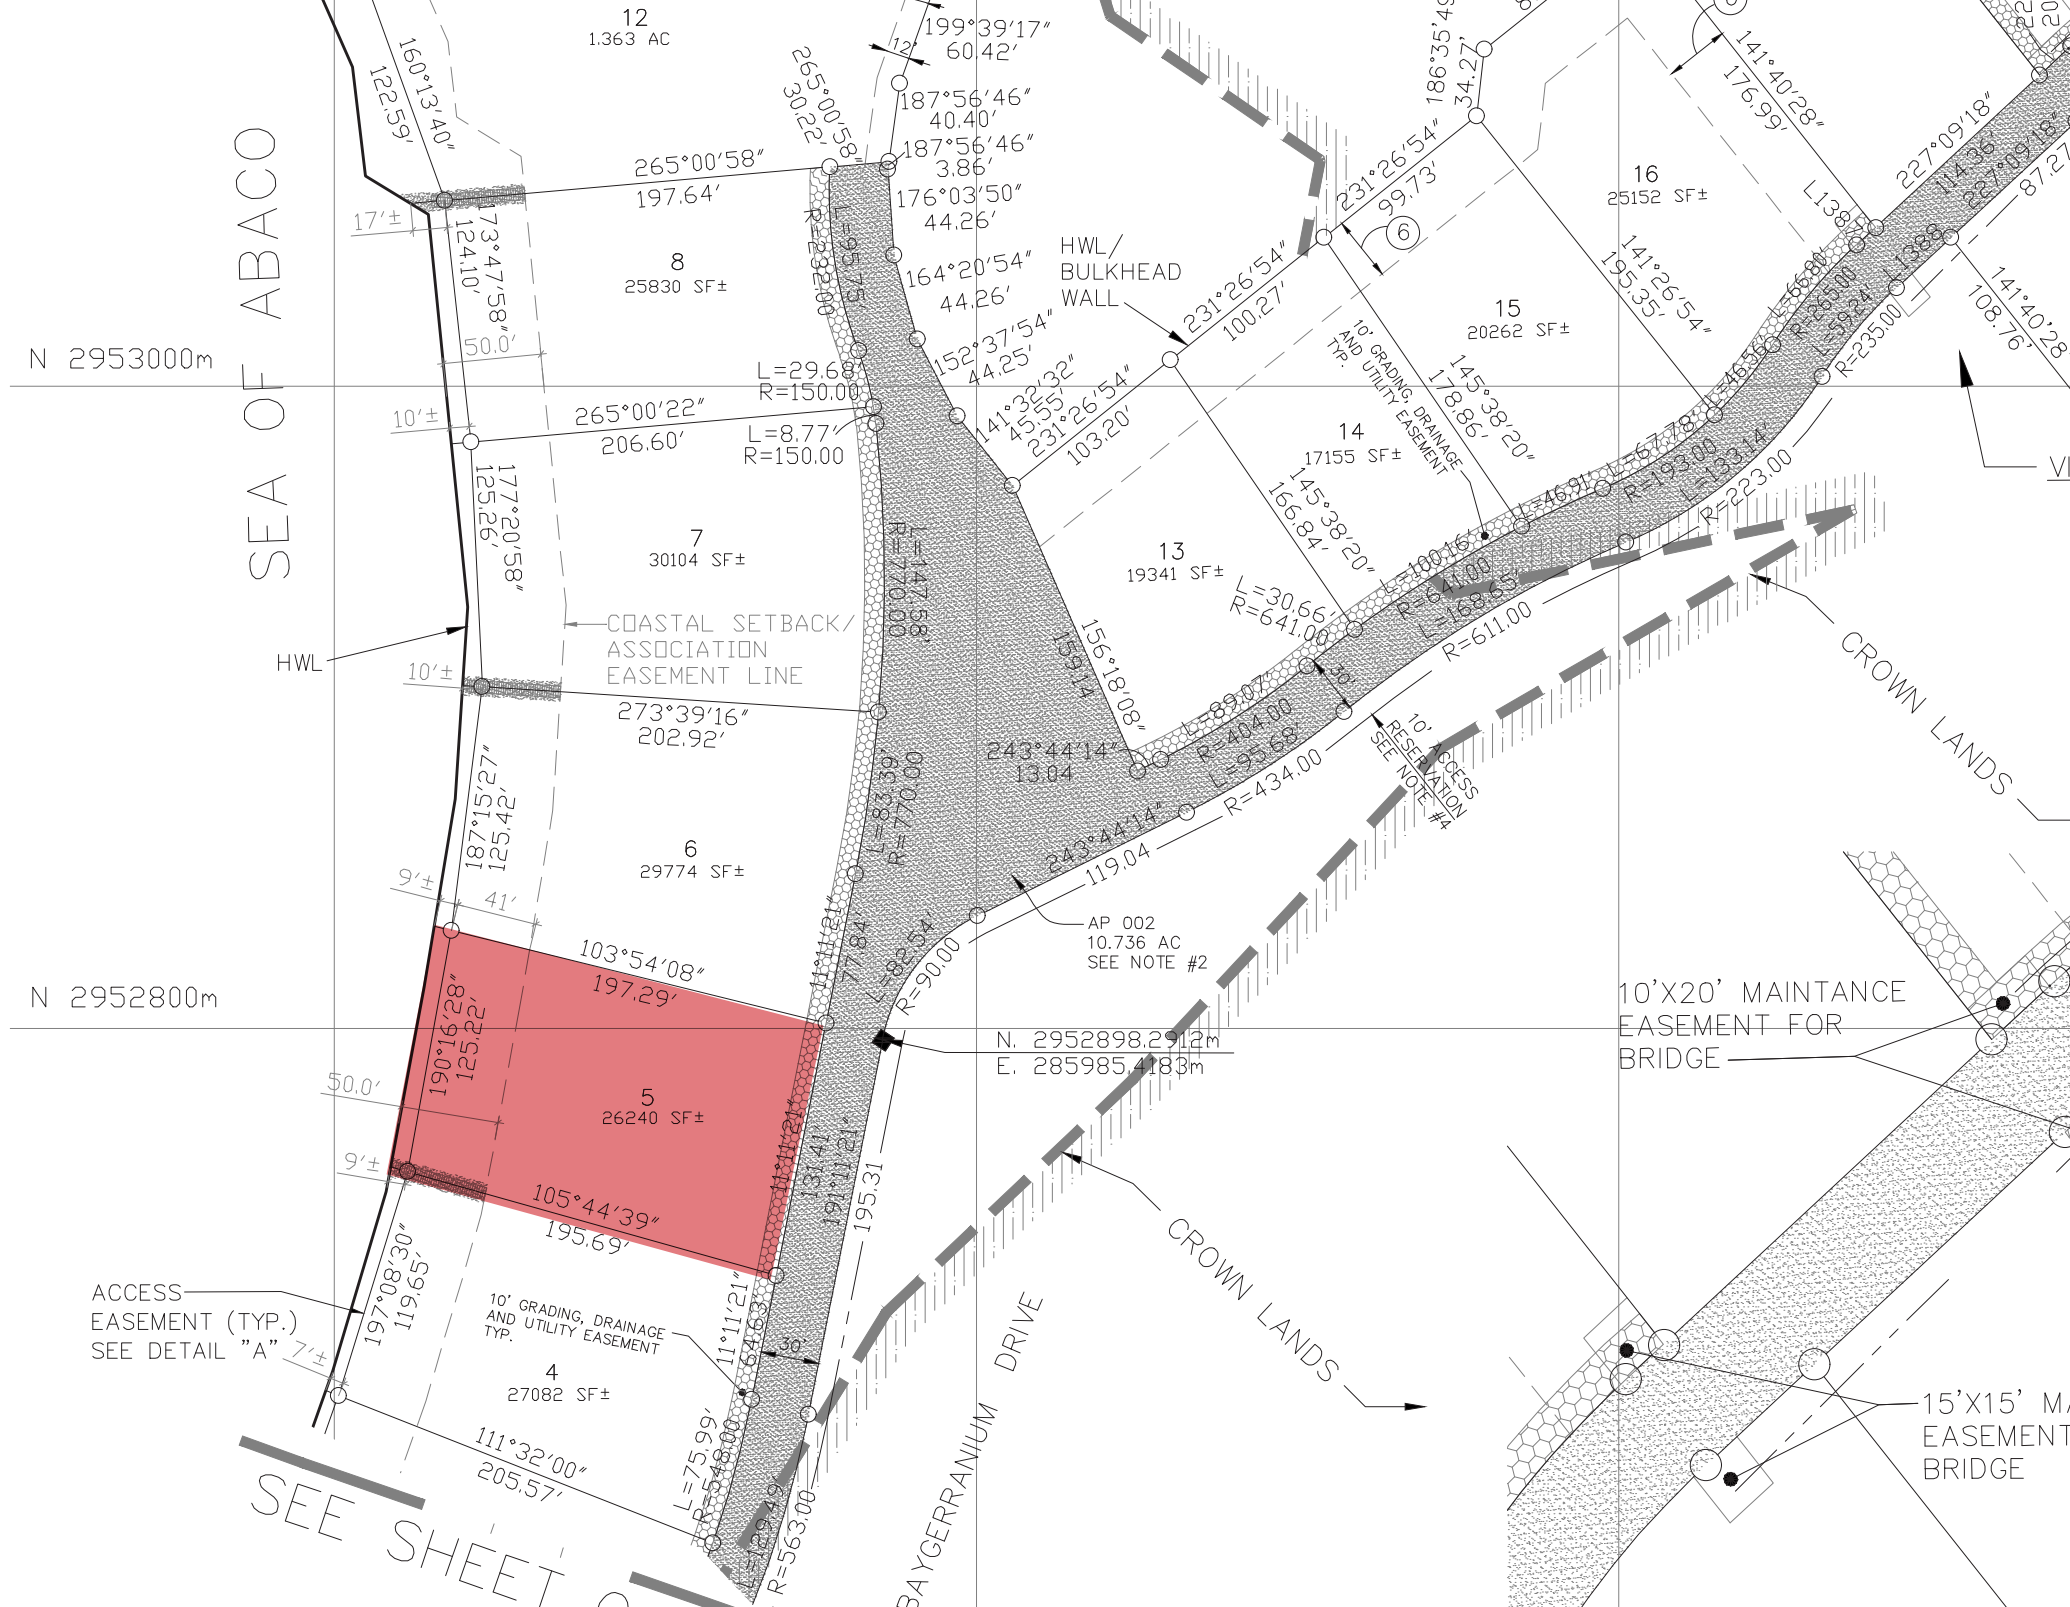 12
1.363 AC
160°13'40"
122.59'
265°00'58"
30.22'
12'
199°39'17"
60.42'
187°56'46"
40.40'
187°56'46"
3.86'
176°03'50"
44.26'
164°20'54"
44.26'
152°37'54"
44.25'
141°32'32"
45.55'
231°26'54"
103.20'
265°00'58"
197.64'
17'±
173°47'58"
124.10'
8
25830 SF±
R=232.00
L=95.75'
50.0'
SEA OF ABACO
N 2953000m
L=29.68'
R=150.00
10'±
265°00'22"
206.60'
L=8.77'
R=150.00
177°20'58"
125.26'
7
30104 SF±
R=770.00
L=147.58'
HWL
COASTAL SETBACK/
ASSOCIATION
EASEMENT LINE
10'±
273°39'16"
202.92'
187°15'27"
125.42'
6
29774 SF±
L=83.39'
R=770.00
9'±
41'
103°54'08"
197.29'
11°11'21"
77.84'
N 2952800m
190°16'28"
125.22'
50.0'
5
26240 SF±
11°11'21"
131.41'
191°11'21"
195.31
9'±
105°44'39"
195.69'
197°08'30"
119.65'
ACCESS
EASEMENT (TYP.)
SEE DETAIL "A"
7'±
10' GRADING, DRAINAGE
AND UTILITY EASEMENT
TYP.
11°11'21"
64.63'
30'
4
27082 SF±
111°32'00"
205.57'
L=75.99'
R=548.00
L=129.49'
R=563.00
SEE SHEET
BAYGERRANIUM DRIVE
HWL/
BULKHEAD
WALL
231°26'54"
100.27'
231°26'54"
99.73'
6
186°35'49"
34.27'
141°40'28"
176.99'
16
25152 SF±
141°26'54"
195.35'
15
20262 SF±
10' GRADING, DRAINAGE
AND UTILITY EASEMENT
TYP.
145°38'20"
178.86'
14
17155 SF±
145°38'20"
166.84'
13
19341 SF±
156°18'08"
159.14
243°44'14"
13.04
L=30.66'
R=641.00
L=89.07'
R=404.00
L=95.68'
R=434.00
30'
L=100.16'
R=641.00
L=168.65'
R=611.00
L=46.91'
L=67.78'
R=193.00
L=133.14'
R=223.00
L=46.56'
L=66.80'
R=265.00
L=59.24'
R=235.00
L1387
L1388
227°09'18"
114.36'
227°09'18"
87.27
141°40'28
108.76'
VI
243°44'14"
119.04
L=82.54'
R=90.00
AP 002
10.736 AC
SEE NOTE #2
10' ACCESS
RESERVATION
SEE NOTE #4
N. 2952898.2912m
E. 285985.4183m
CROWN LANDS
CROWN LANDS
10'X20' MAINTANCE
EASEMENT FOR
BRIDGE
15'X15' MA
EASEMENT
BRIDGE